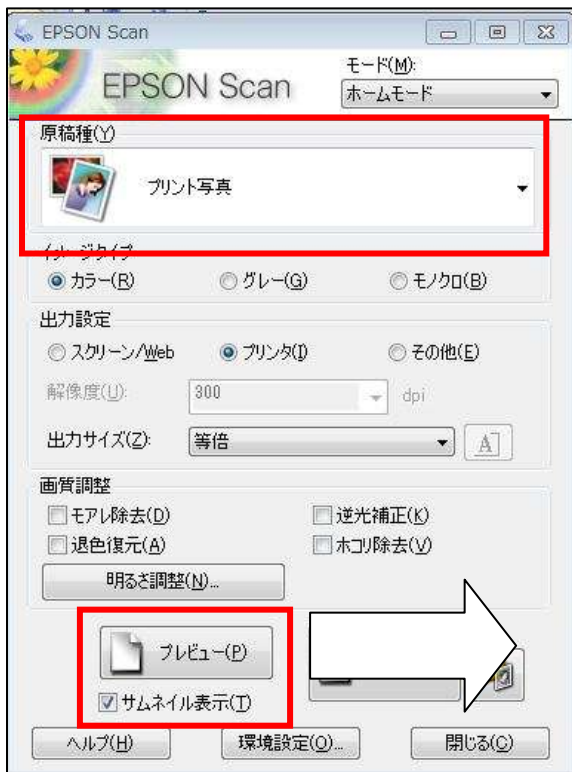 EPSON Scan
EPSON Scan
モード(M):
ホームモード
原稿種(Y)
プリント写真
イメージタイプ
カラー(R) グレー(G) モノクロ(B)
出力設定
スクリーン/Web プリンタ(I) その他(E)
解像度(U): 300 dpi
出力サイズ(Z): 等倍 A
画質調整
モアレ除去(D) 逆光補正(K)
退色復元(A) ホコリ除去(V)
明るさ調整(N)...
プレビュー(P)
サムネイル表示(T)
ヘルプ(H) 環境設定(O)... 閉じる(C)